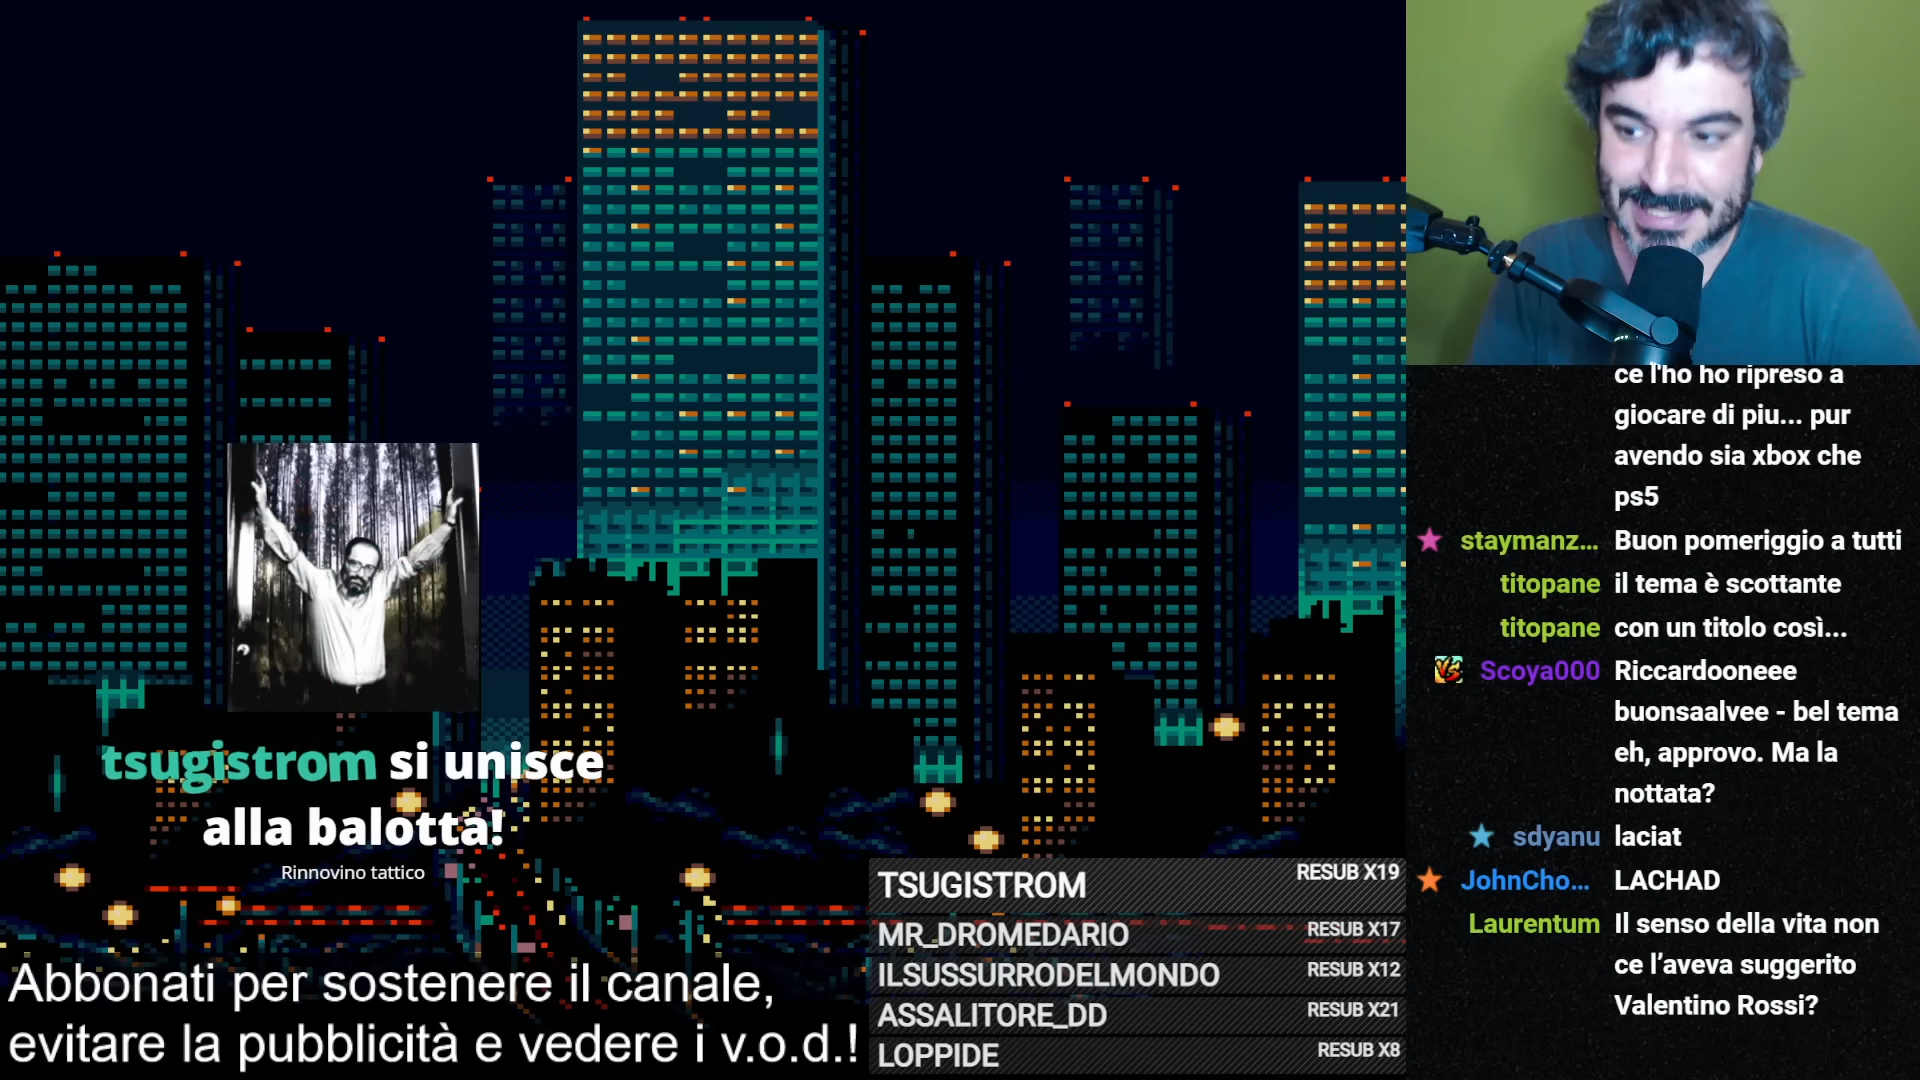 tsugistrom si unisce
alla balotta!
Rinnovino tattico
Abbonati per sostenere il canale,
evitare la pubblicità e vedere i v.o.d.!
TSUGISTROM RESUB X19
MR_DROMEDARIO RESUB X17
ILSUSSURRODELMONDO RESUB X12
ASSALITORE_DD RESUB X21
LOPPIDE RESUB X8
ce l'ho ho ripreso a
giocare di piu... pur
avendo sia xbox che
ps5
staymanz... Buon pomeriggio a tutti
titopane il tema è scottante
titopane con un titolo così...
VS Scoya000 Riccardooneee
buonsaalvee - bel tema
eh, approvo. Ma la
nottata?
sdyanu laciat
JohnCho... LACHAD
Laurentum Il senso della vita non
ce l’aveva suggerito
Valentino Rossi?